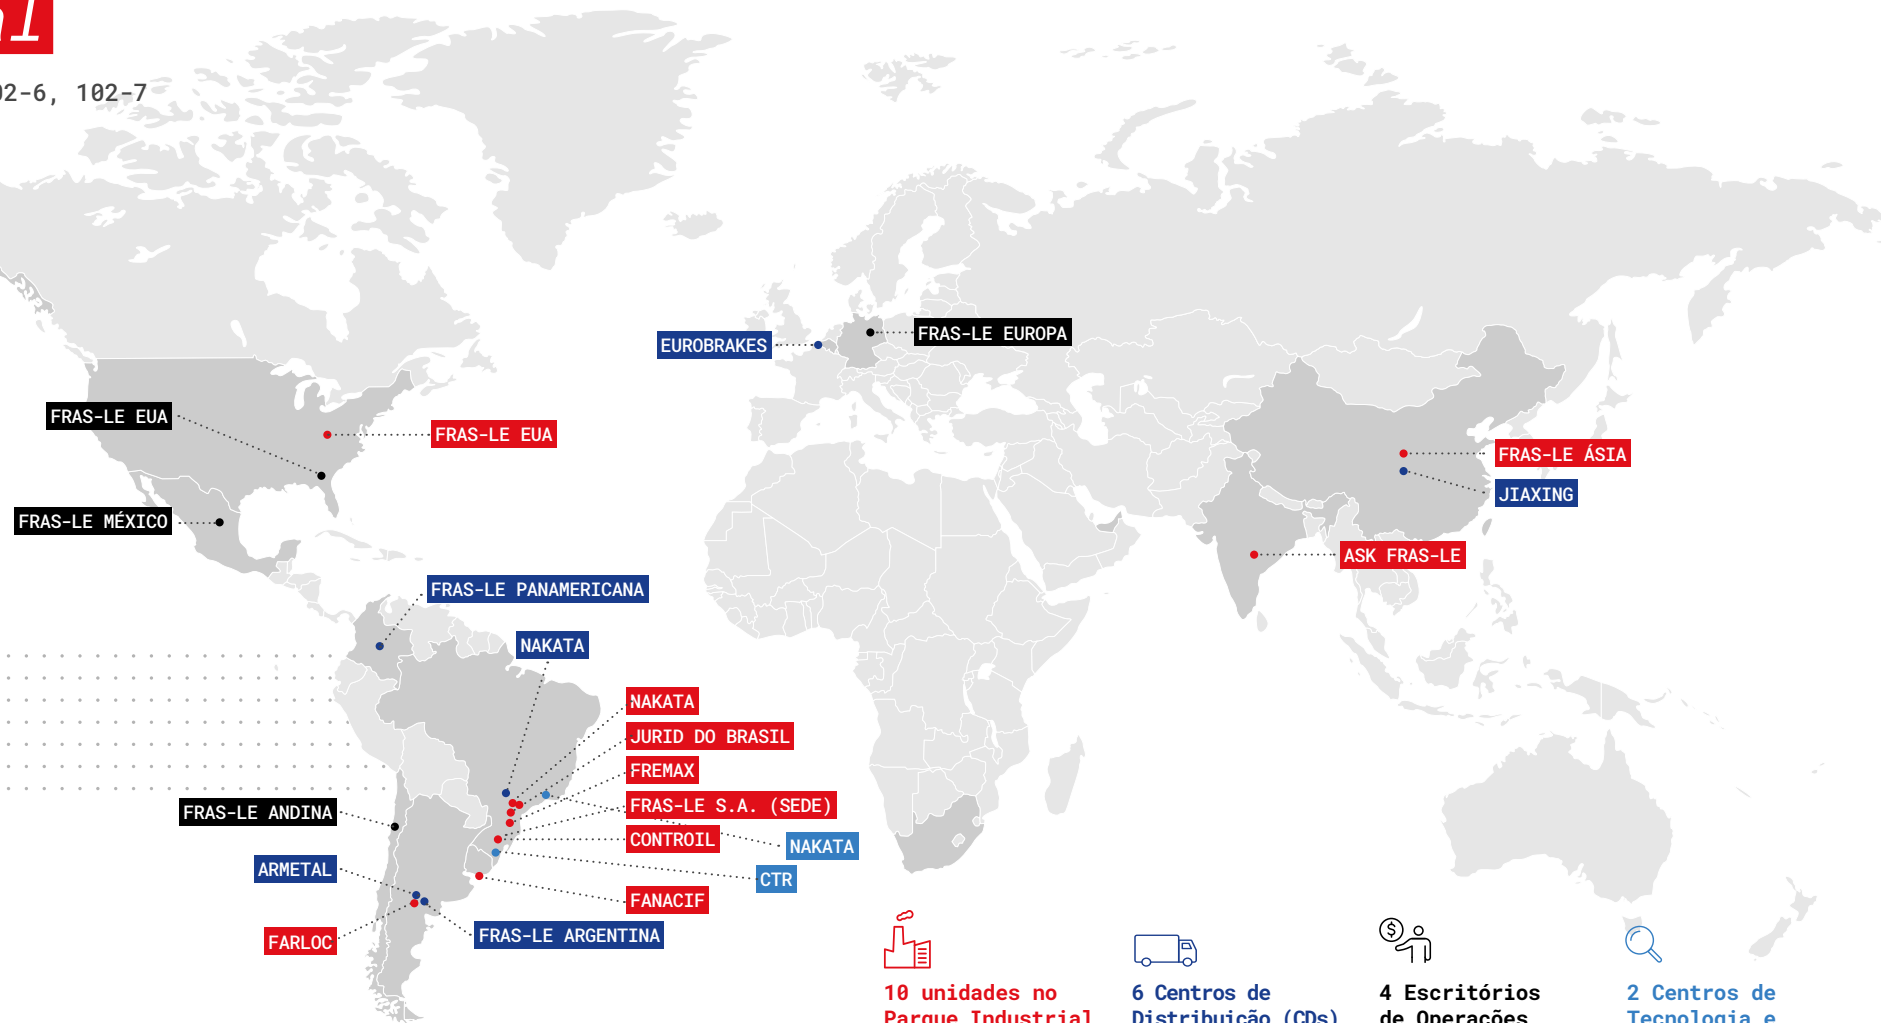 02-6, 102-7
FRAS-LE EUROPA
EUROBRAKES
FRAS-LE EUA
FRAS-LE EUA
FRAS-LE ÁSIA
JIAXING
FRAS-LE MÉXICO
ASK FRAS-LE
FRAS-LE PANAMERICANA
NAKATA
NAKATA
JURID DO BRASIL
FREMAX
FRAS-LE S.A. (SEDE)
FRAS-LE ANDINA
CONTROIL
NAKATA
ARMETAL
CTR
FANACIF
FRAS-LE ARGENTINA
FARLOC
10 unidades no
Parque Industrial
6 Centros de
Distribuição (CDs)
4 Escritórios
de Operações
2 Centros de
Tecnologia e